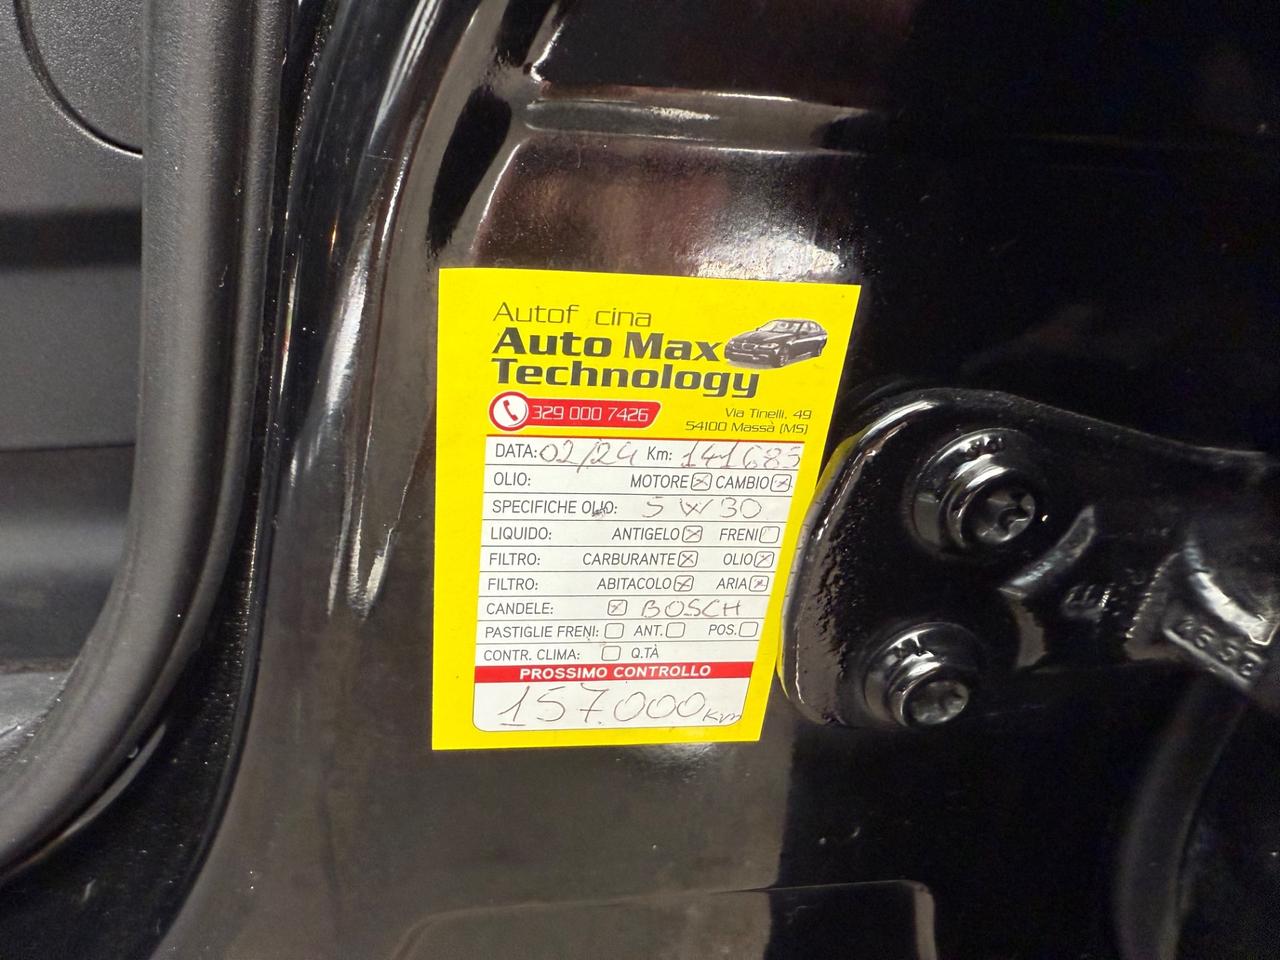 Autof cina
Auto Max
Technology
329 000 7426
Via Tinelli, 49
54100 Massa (MS)
DATA: 02/24 Km: 141685
OLIO: MOTORE ☒ CAMBIO ☒
SPECIFICHE OLIO: 5W30
LIQUIDO: ANTIGELO ☒ FRENI ☐
FILTRO: CARBURANTE ☒ OLIO ☒
FILTRO: ABITACOLO ☒ ARIA ☒
CANDELE: ☒ BOSCH
PASTIGLIE FRENI: ☐ ANT. ☐ POS. ☐
CONTR. CLIMA: ☐ Q.TÀ
PROSSIMO CONTROLLO
157.000 Km